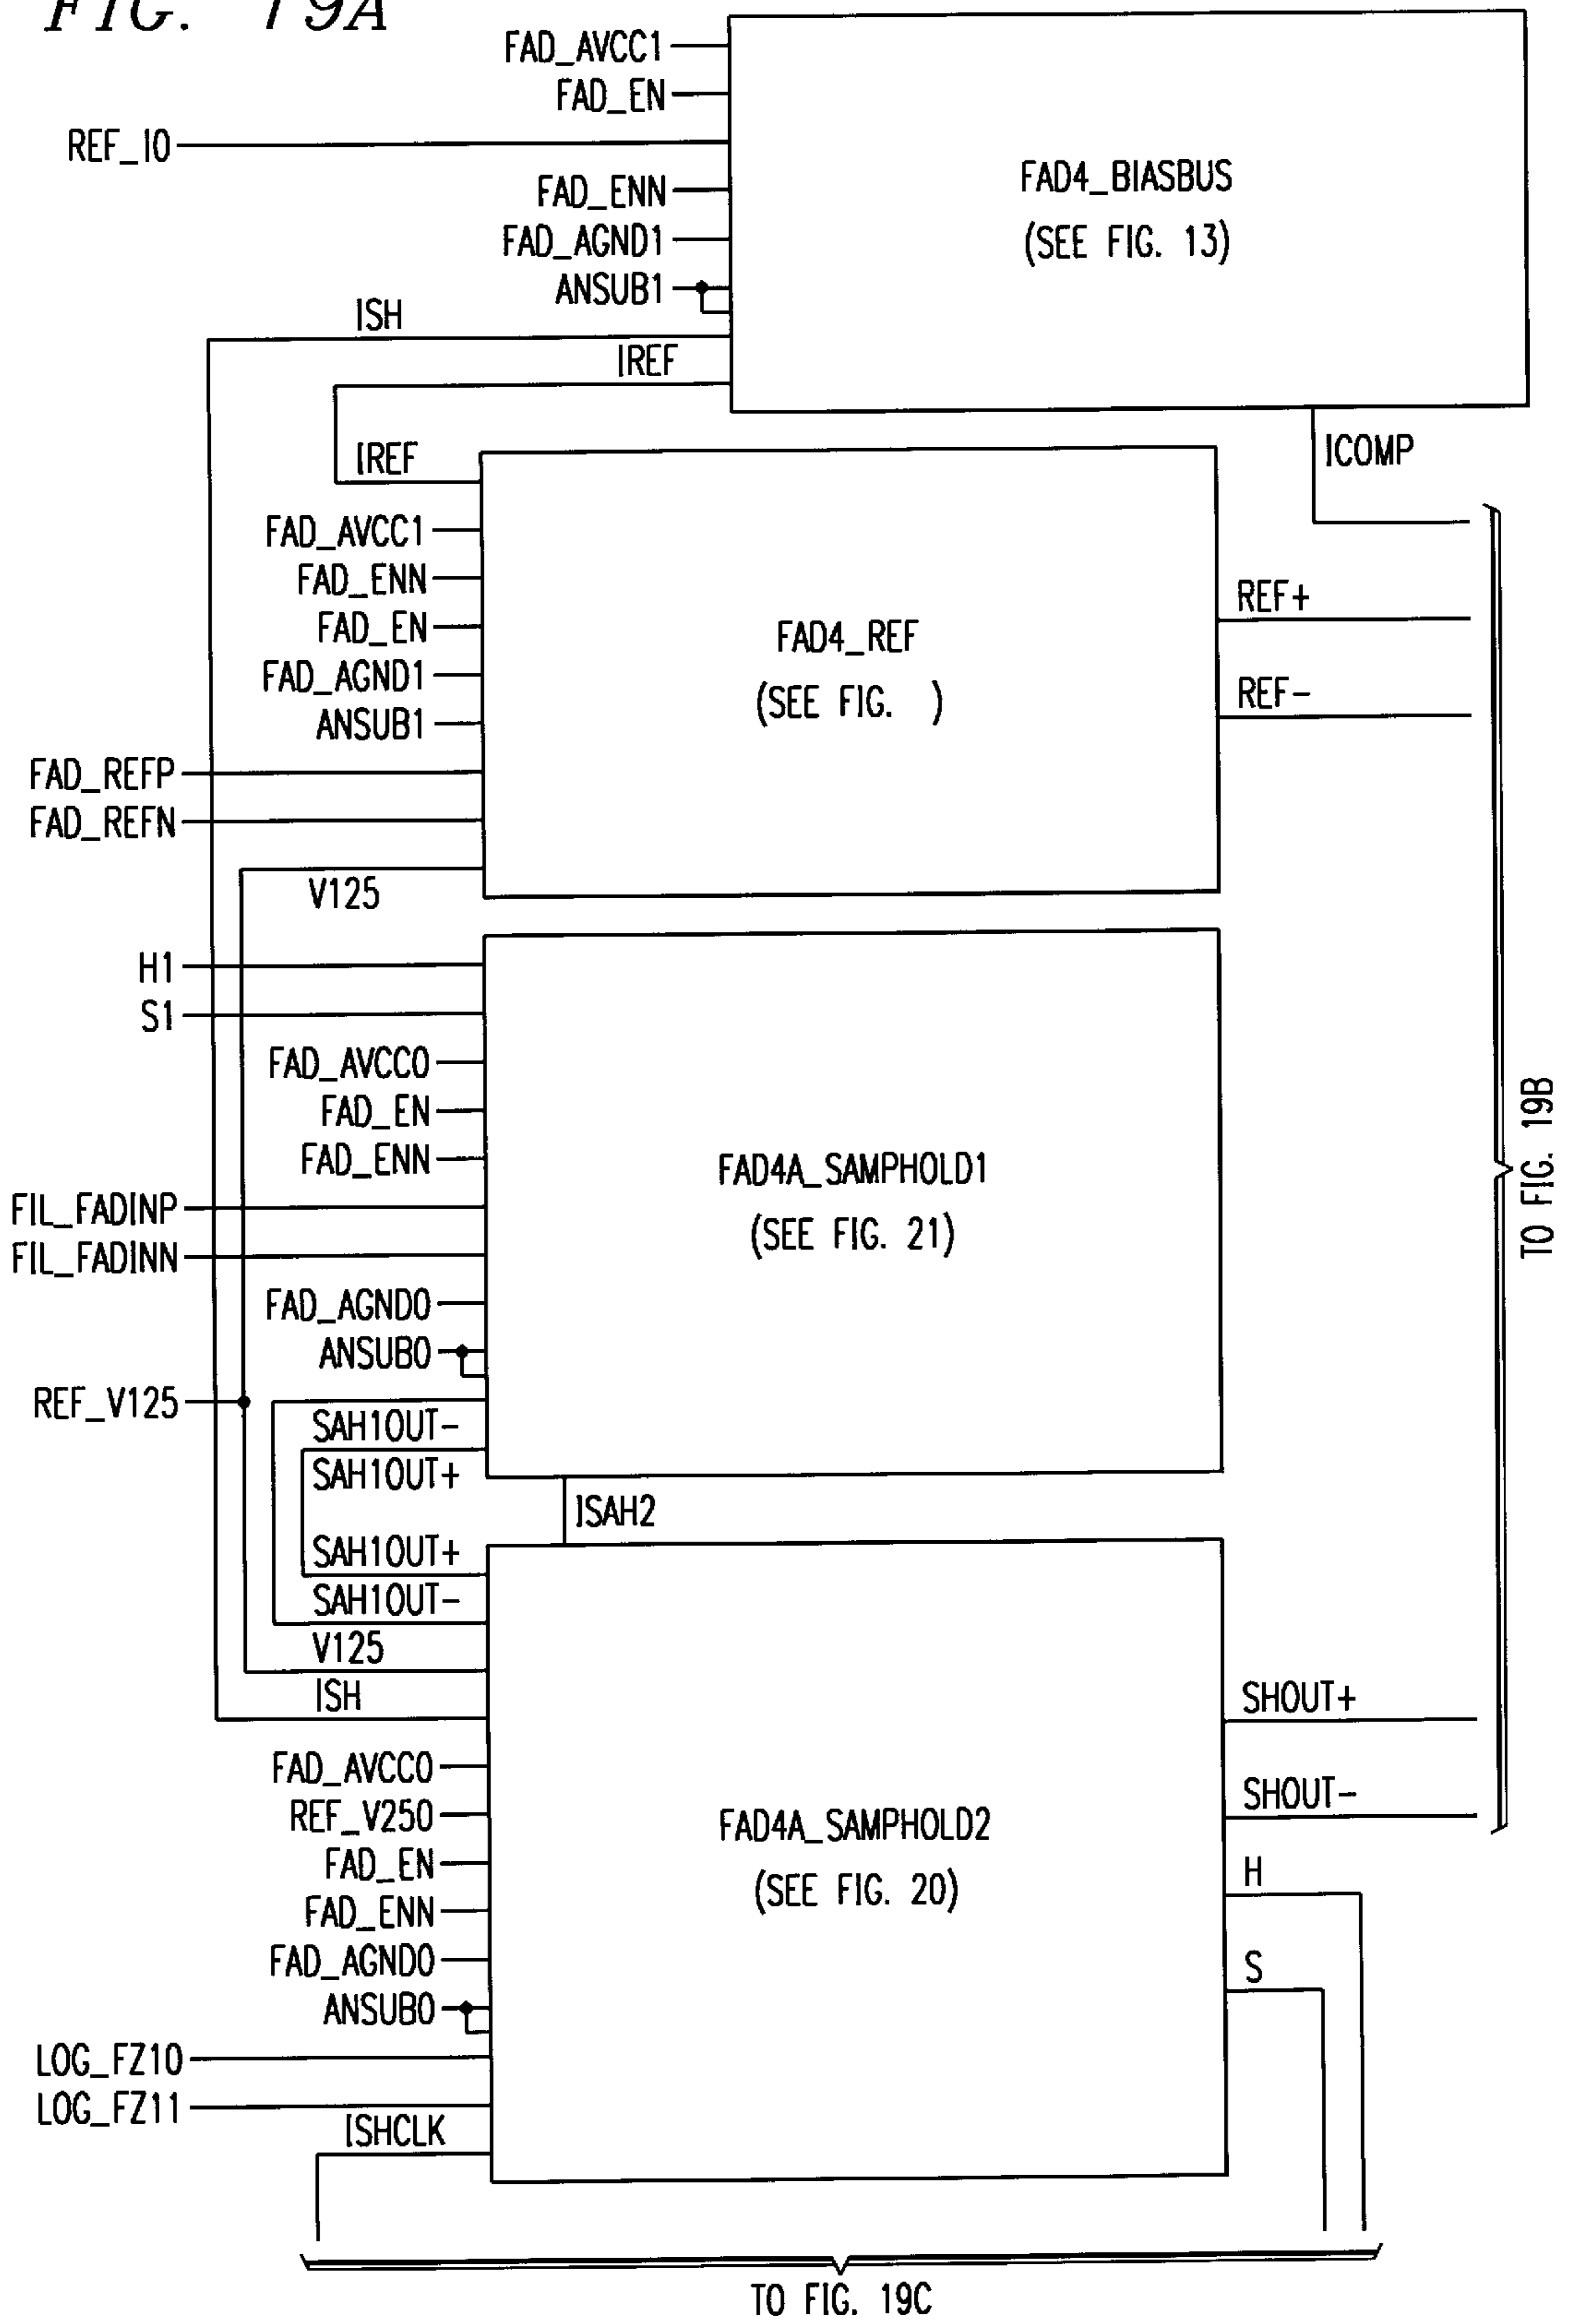 FIG. 19A
FAD_AVCC1
FAD_EN
REF_I0
FAD_ENN
FAD_AGND1
ANSUB1
ISH
IREF
FAD4_BIASBUS
(SEE FIG. 13)
ICOMP
IREF
FAD_AVCC1
FAD_ENN
FAD_EN
FAD_AGND1
ANSUB1
FAD_REFP
FAD_REFN
V125
FAD4_REF
(SEE FIG. )
REF+
REF-
H1
S1
FAD_AVCC0
FAD_EN
FAD_ENN
FIL_FADINP
FIL_FADINN
FAD_AGND0
ANSUB0
REF_V125
SAH1OUT-
SAH1OUT+
FAD4A_SAMPHOLD1
(SEE FIG. 21)
TO FIG. 19B
ISAH2
SAH1OUT+
SAH1OUT-
V125
ISH
FAD_AVCC0
REF_V250
FAD_EN
FAD_ENN
FAD_AGND0
ANSUB0
LOG_FZ10
LOG_FZ11
ISHCLK
FAD4A_SAMPHOLD2
(SEE FIG. 20)
SHOUT+
SHOUT-
H
S
TO FIG. 19C